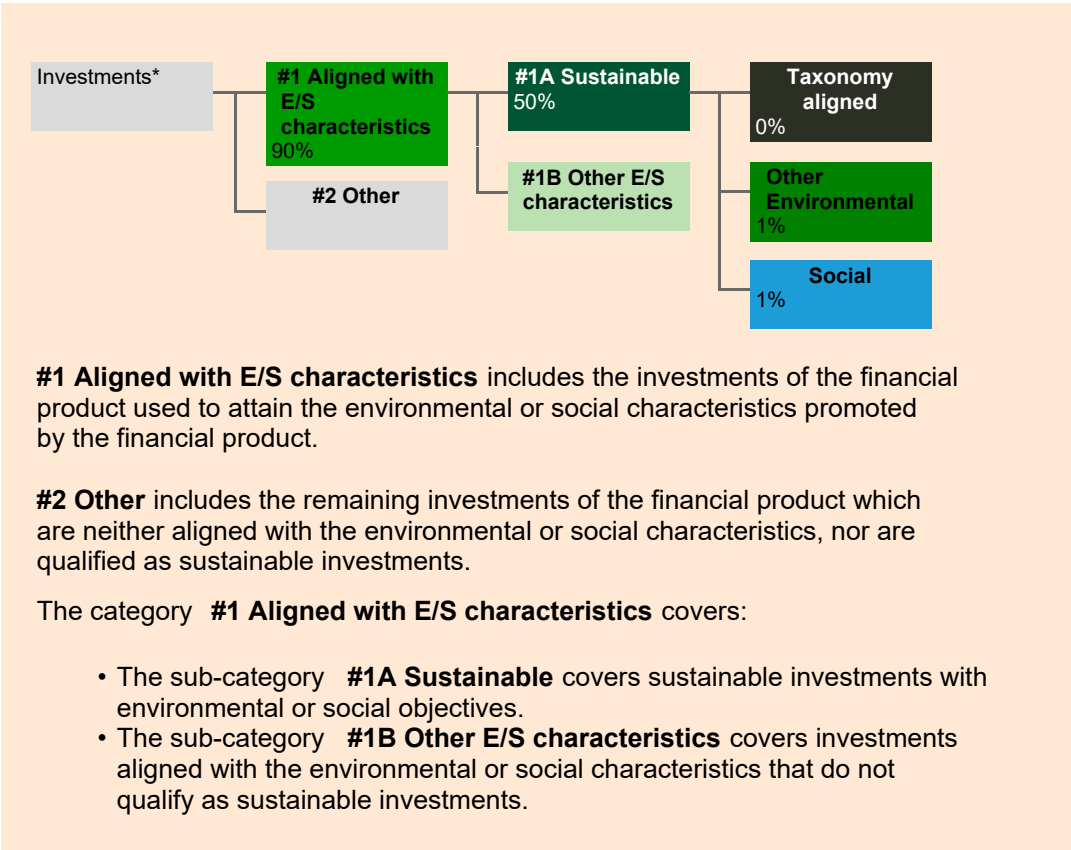 Investments*
#1 Aligned with
E/S
characteristics
90%
#2 Other
#1A Sustainable
50%
#1B Other E/S
characteristics
Taxonomy
aligned
0%
Other
Environmental
1%
Social
1%
#1 Aligned with E/S characteristics includes the investments of the financial
product used to attain the environmental or social characteristics promoted
by the financial product.
#2 Other includes the remaining investments of the financial product which
are neither aligned with the environmental or social characteristics, nor are
qualified as sustainable investments.
The category #1 Aligned with E/S characteristics covers:
• The sub-category #1A Sustainable covers sustainable investments with
environmental or social objectives.
• The sub-category #1B Other E/S characteristics covers investments
aligned with the environmental or social characteristics that do not
qualify as sustainable investments.